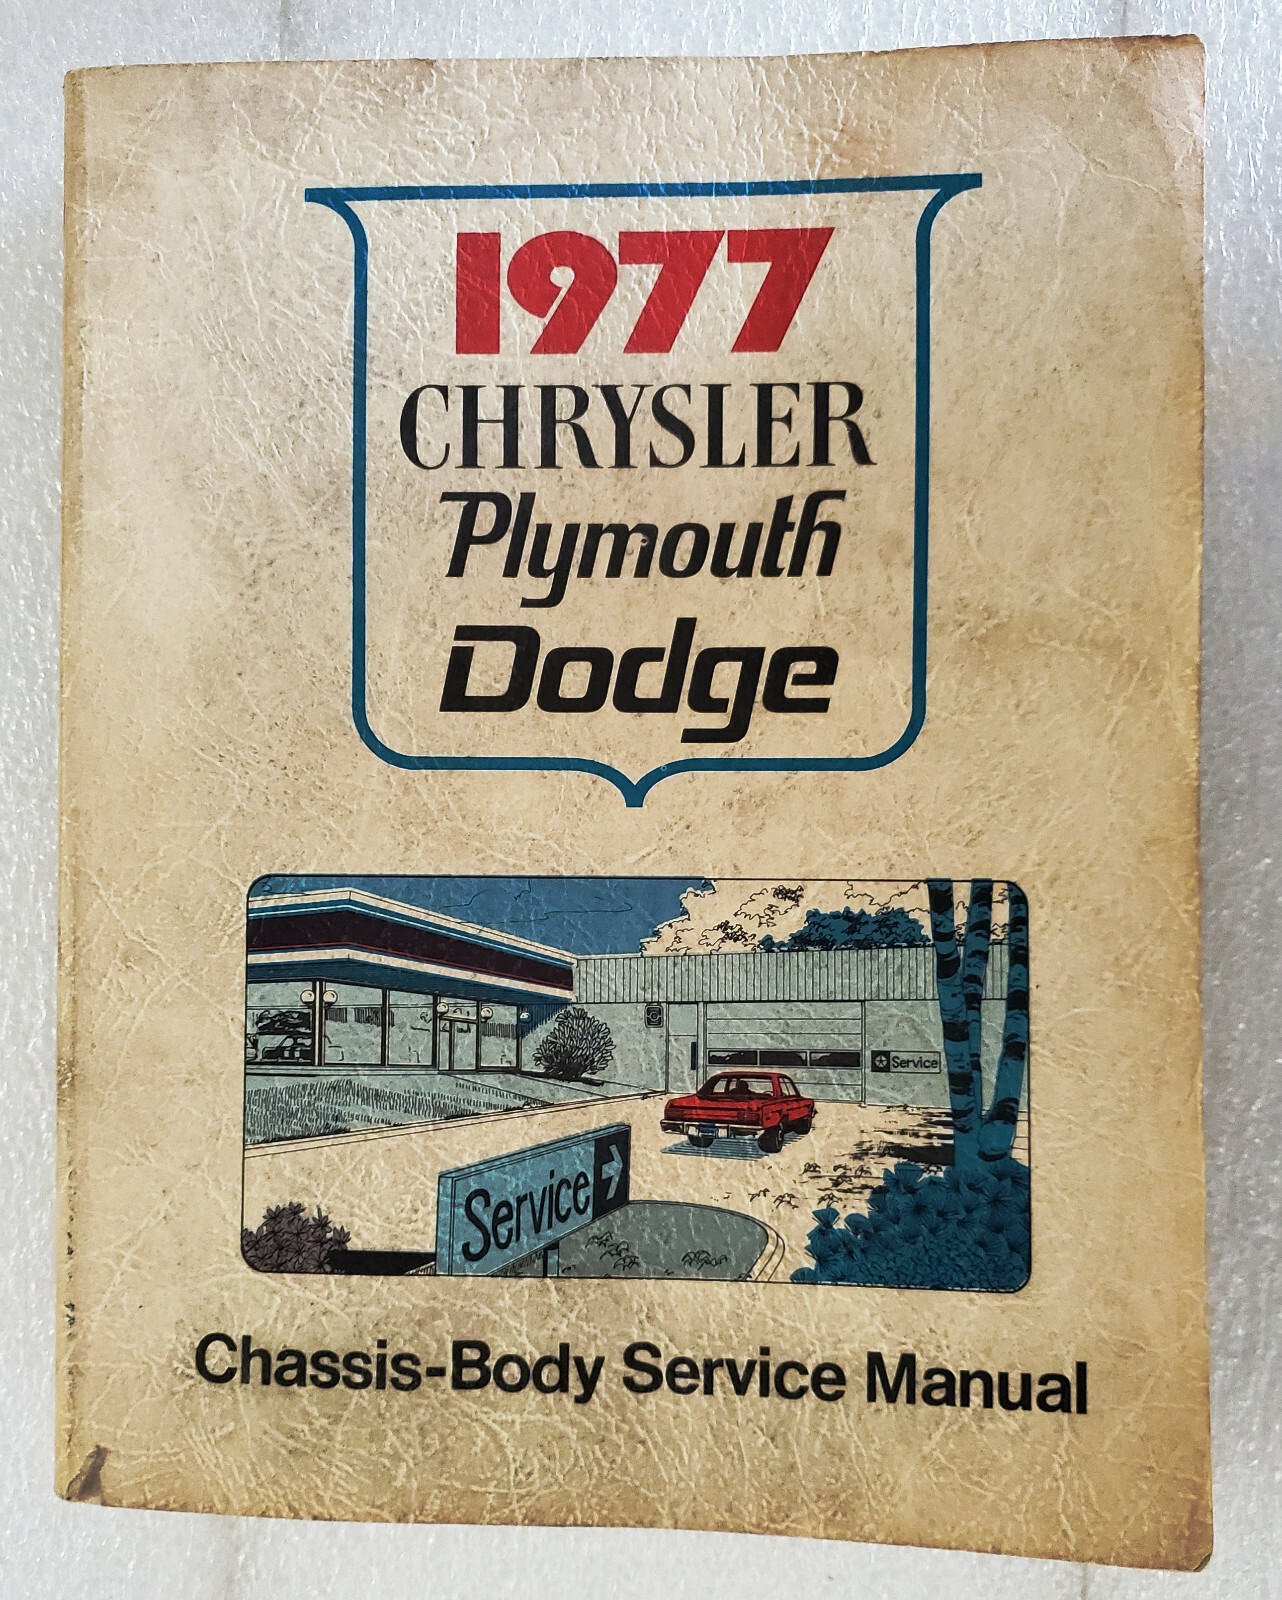 1977
CHRYSLER
Plymouth
Dodge
Service
Service
Chassis-Body Service Manual